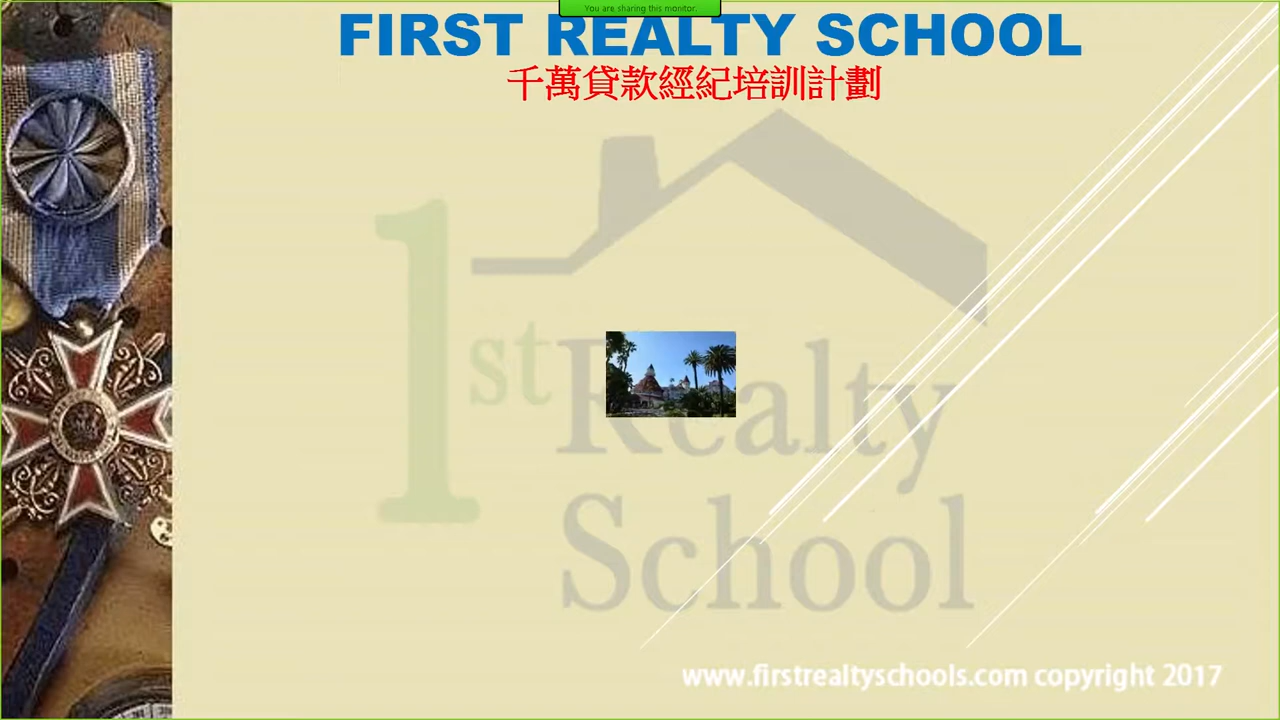 You are sharing this monitor.
FIRST REALTY SCHOOL
千萬貸款經紀培訓計劃
1st Realty
School
www.firstrealtyschools.com copyright 2017